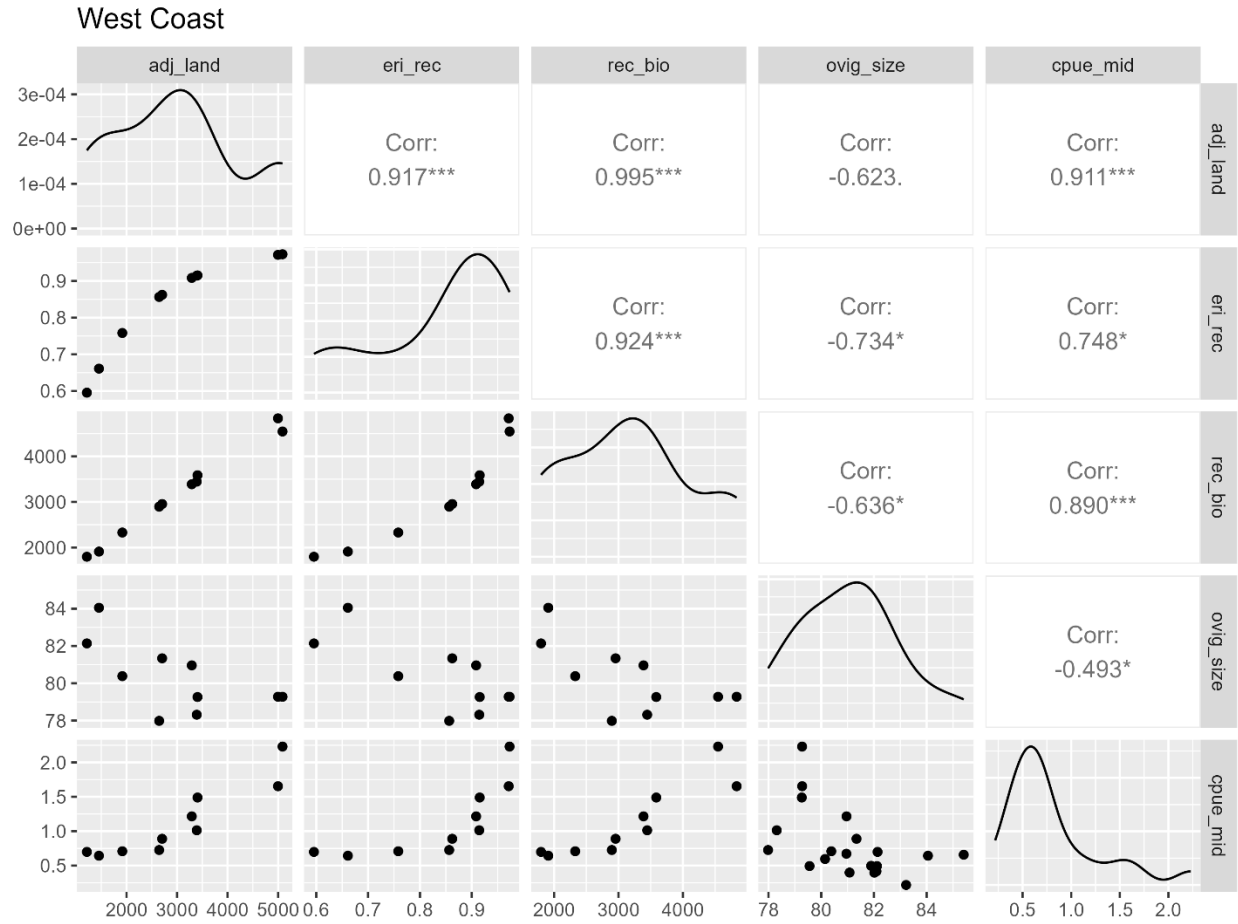 West Coast
adj_land eri_rec rec_bio ovig_size cpue_mid
3e-04
2e-04
1e-04
0e+00
Corr:
0.917***
Corr:
0.995***
Corr:
-0.623.
Corr:
0.911***
adj_land
0.9
0.8
0.7
0.6
Corr:
0.924***
Corr:
-0.734*
Corr:
0.748*
eri_rec
4000
3000
2000
Corr:
-0.636*
Corr:
0.890***
rec_bio
84
82
80
78
Corr:
-0.493*
ovig_size
2.0
1.5
1.0
0.5
cpue_mid
2000 3000 4000 5000 0.6 0.7 0.8 0.9 2000 3000 4000 78 80 82 84 0.5 1.0 1.5 2.0